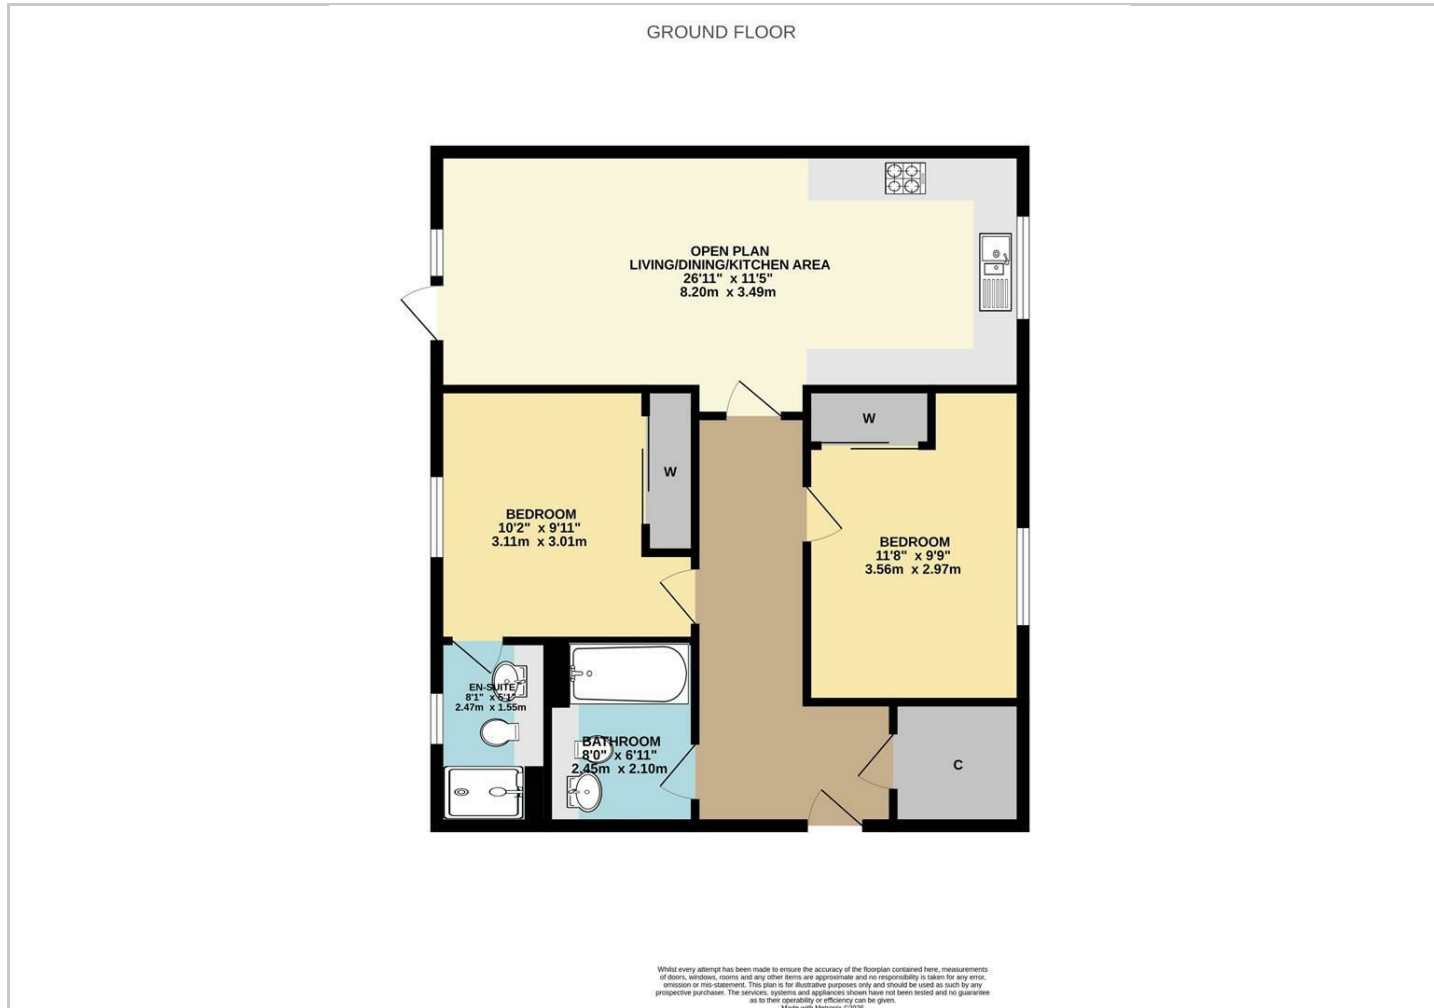 GROUND FLOOR
OPEN PLAN
LIVING/DINING/KITCHEN AREA
26'11" x 11'5"
8.20m x 3.49m
W
W
BEDROOM
10'2" x 9'11"
3.11m x 3.01m
BEDROOM
11'8" x 9'9"
3.56m x 2.97m
EN-SUITE
8'1" x 5'1"
2.47m x 1.55m
BATHROOM
8'0" x 6'11"
2.45m x 2.10m
C
Whilst every attempt has been made to ensure the accuracy of the floorplan contained here, measurements
of doors, windows, rooms and any other items are approximate and no responsibility is taken for any error,
omission or mis-statement. This plan is for illustrative purposes only and should be used as such by any
prospective purchaser. The services, systems and appliances shown have not been tested and no guarantee
as to their operability or efficiency can be given.
Made with Metropix ©2026